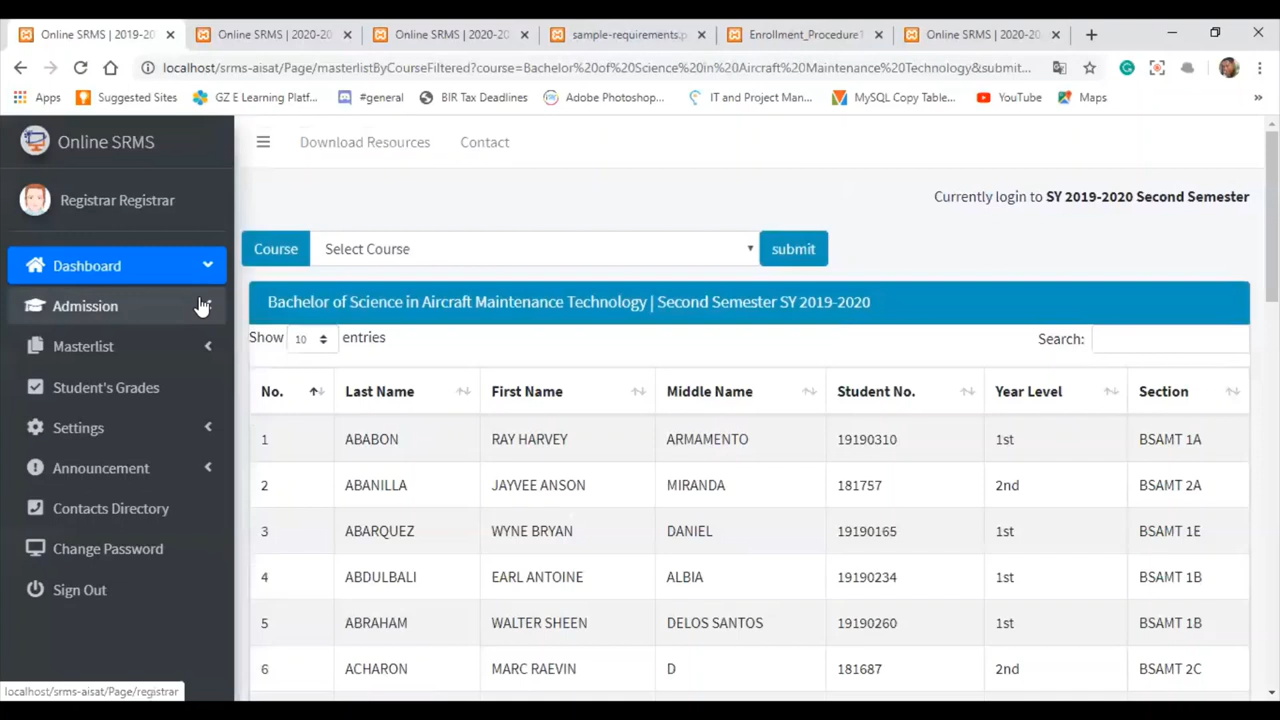 Online SRMS | 2019-20
Online SRMS | 2020-20
Online SRMS | 2020-20
sample-requirements.p
Enrollment_Procedure1
Online SRMS | 2020-20
localhost/srms-aisat/Page/masterlistByCourseFiltered?course=Bachelor%20of%20Science%20in%20Aircraft%20Maintenance%20Technology&submit...
Apps
Suggested Sites
GZ E Learning Platf...
#general
BIR Tax Deadlines
Adobe Photoshop...
IT and Project Man...
MySQL Copy Table...
YouTube
Maps
»
Online SRMS
Download Resources
Contact
Registrar Registrar
Currently login to SY 2019-2020 Second Semester
Dashboard
Admission
Masterlist
Student's Grades
Settings
Announcement
Contacts Directory
Change Password
Sign Out
Course
Select Course
submit
Bachelor of Science in Aircraft Maintenance Technology | Second Semester SY 2019-2020
Show 10 entries
Search:
No. Last Name First Name Middle Name Student No. Year Level Section
1 ABABON RAY HARVEY ARMAMENTO 19190310 1st BSAMT 1A
2 ABANILLA JAYVEE ANSON MIRANDA 181757 2nd BSAMT 2A
3 ABARQUEZ WYNE BRYAN DANIEL 19190165 1st BSAMT 1E
4 ABDULBALI EARL ANTOINE ALBIA 19190234 1st BSAMT 1B
5 ABRAHAM WALTER SHEEN DELOS SANTOS 19190260 1st BSAMT 1B
6 ACHARON MARC RAEVIN D 181687 2nd BSAMT 2C
localhost/srms-aisat/Page/registrar